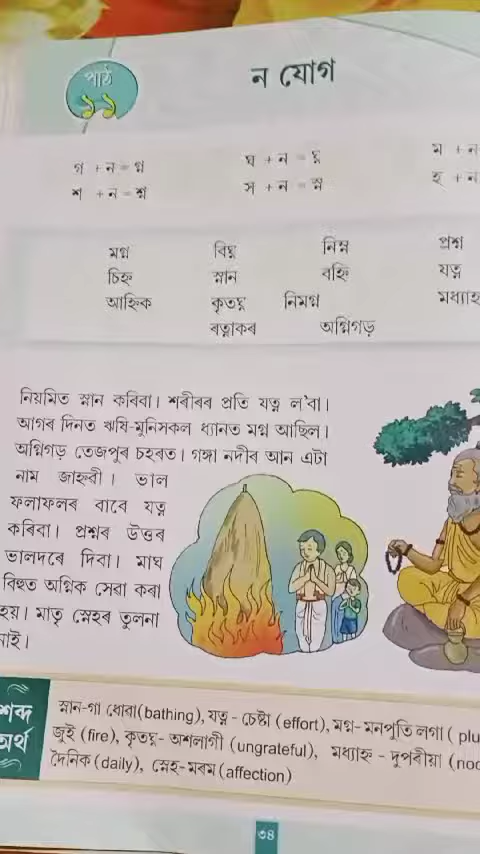 পাঠ
১১
ন যোগ
গ + ন = গ্ন
ঘ + ন = ঘ্ন
ম + ন
শ + ন = শ্ন
স + ন = স্ন
হ + ন
মগ্ন বিঘ্ন নিম্ন প্ৰশ্ন
চিহ্ন স্নান বহ্নি যত্ন
আহ্নিক কৃতঘ্ন নিমগ্ন মধ্যাহ্ন
ৰত্নাকৰ অগ্নিগড়
নিয়মিত স্নান কৰিবা। শৰীৰৰ প্ৰতি যত্ন ল'বা।
আগৰ দিনত ঋষি-মুনিসকল ধ্যানত মগ্ন আছিল।
অগ্নিগড় তেজপুৰ চহৰত। গঙ্গা নদীৰ আন এটা
নাম জাহ্নৱী। ভাল
ফলাফলৰ বাবে যত্ন
কৰিবা। প্ৰশ্নৰ উত্তৰ
ভালদৰে দিবা। মাঘ
বিহুত অগ্নিক সেৱা কৰা
হয়। মাতৃ স্নেহৰ তুলনা
নাই।
শব্দ
অৰ্থ
স্নান-গা ধোৱা(bathing), যত্ন - চেষ্টা (effort), মগ্ন-মনপুতি লগা (
জুই (fire), কৃতঘ্ন- অশলাগী (ungrateful), মধ্যাহ্ন - দুপৰীয়া
দৈনিক (daily), স্নেহ-মৰম (affection)
৩৪